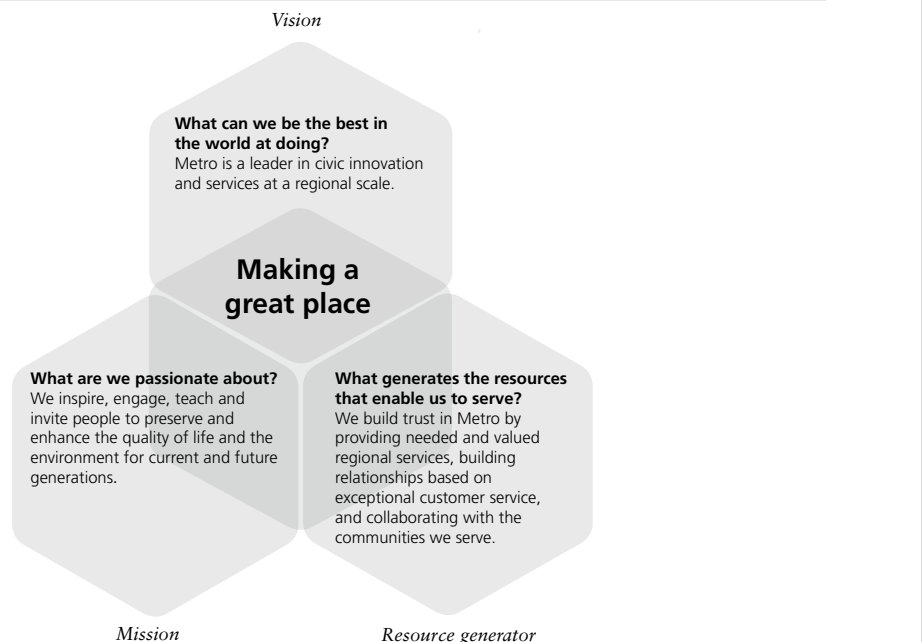 Vision
What can we be the best in
the world at doing?
Metro is a leader in civic innovation
and services at a regional scale.
Making a
great place
What are we passionate about?
We inspire, engage, teach and
invite people to preserve and
enhance the quality of life and the
environment for current and future
generations.
What generates the resources
that enable us to serve?
We build trust in Metro by
providing needed and valued
regional services, building
relationships based on
exceptional customer service,
and collaborating with the
communities we serve.
Mission
Resource generator